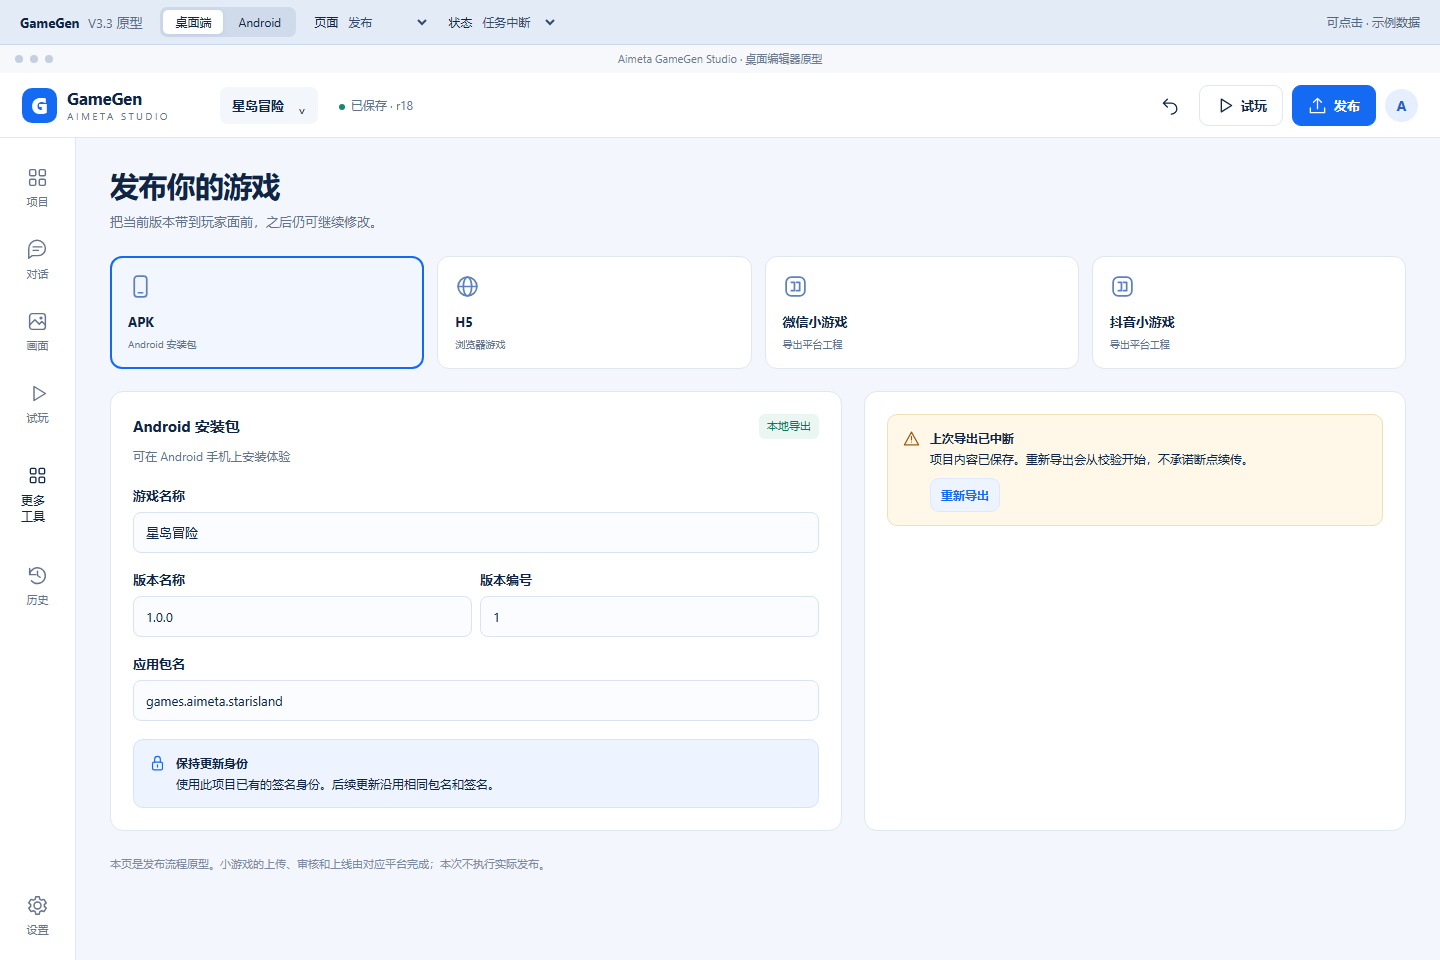 GameGen V3.3 原型 桌面端 Android 页面 发布 状态 任务中断 可点击 · 示例数据
Aimeta GameGen Studio · 桌面编辑器原型
G GameGen
AIMETA STUDIO
星岛冒险 已保存 · r18 试玩 发布 A
项目
对话
画面
试玩
更多
工具
历史
设置
发布你的游戏
把当前版本带到玩家面前，之后仍可继续修改。
APK
Android 安装包
H5
浏览器游戏
微信小游戏
导出平台工程
抖音小游戏
导出平台工程
Android 安装包 本地导出
可在 Android 手机上安装体验
游戏名称
星岛冒险
版本名称 版本编号
1.0.0 1
应用包名
games.aimeta.starisland
保持更新身份
使用此项目已有的签名身份。后续更新沿用相同包名和签名。
上次导出已中断
项目内容已保存。重新导出会从校验开始，不承诺断点续传。
重新导出
本页是发布流程原型。小游戏的上传、审核和上线由对应平台完成；本次不执行实际发布。